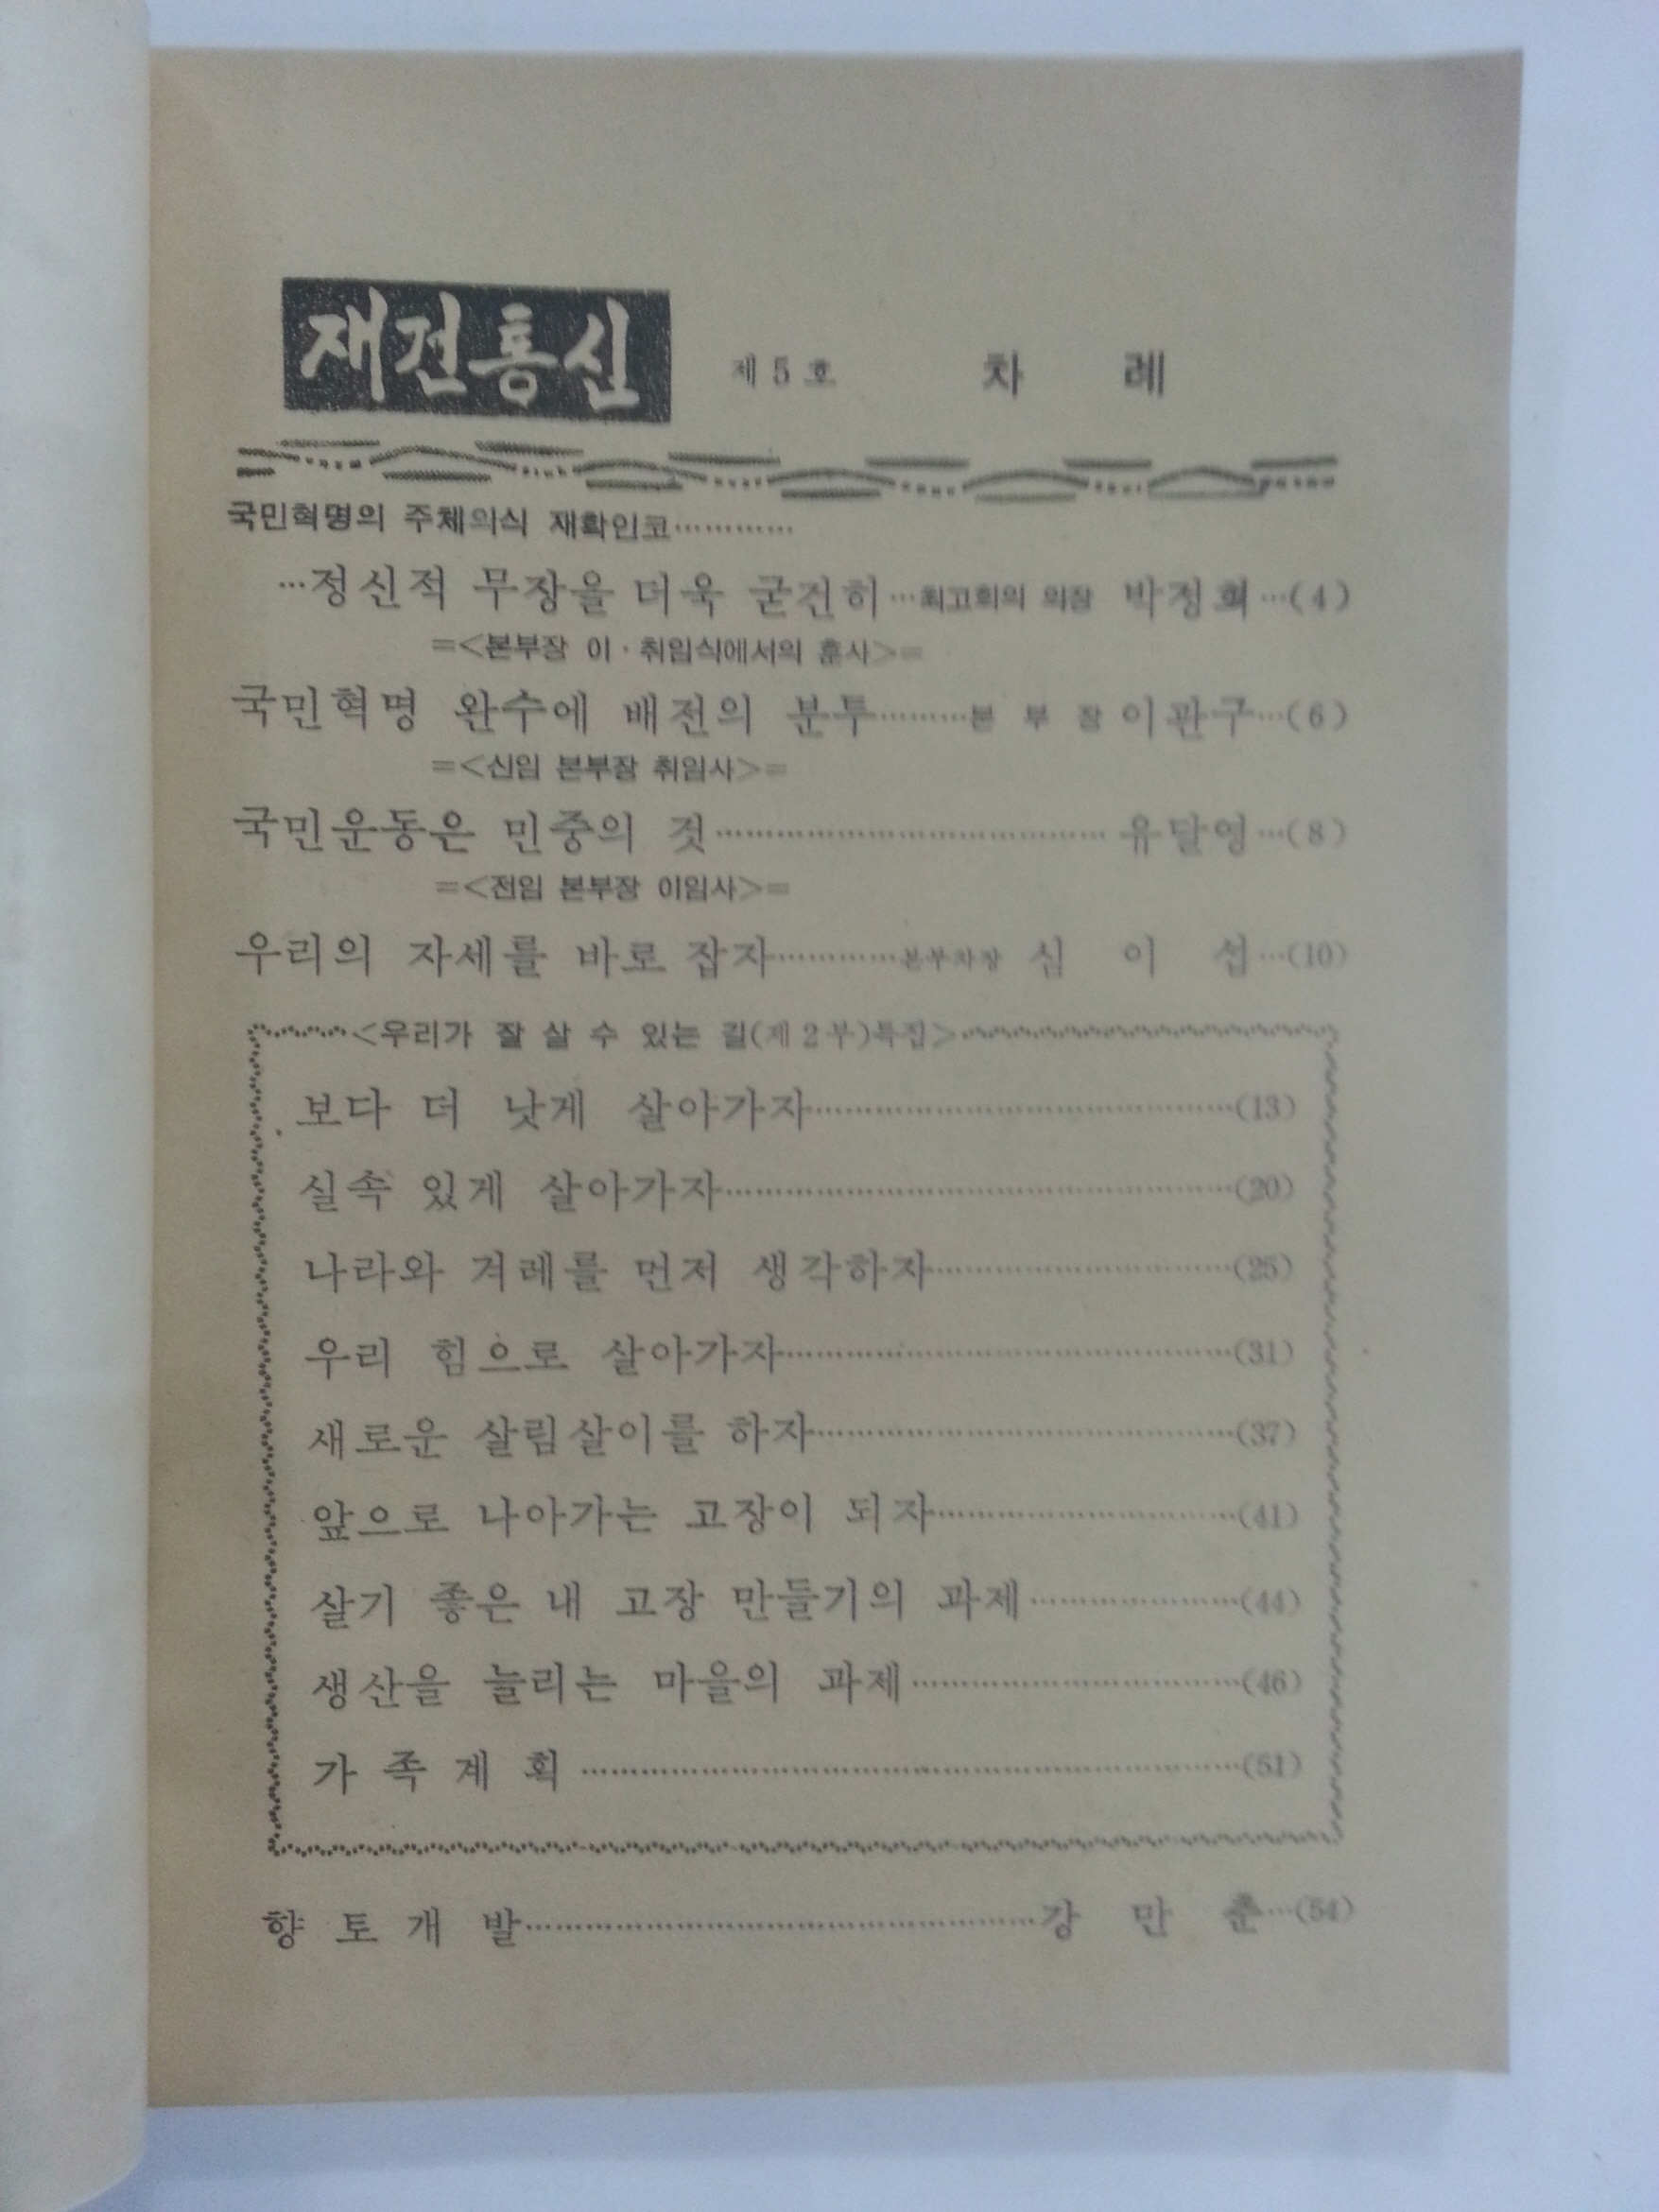 재건통신 제5호 차 례
국민혁명의 주체의식 재확인코…………
…정신적 무장을 더욱 굳건히…최고회의 의장 박정희…(4)
=<본부장 이·취임식에서의 훈사>=
국민혁명 완수에 배전의 분투………본 부 장 이관구…(6)
=<신임 본부장 취임사>=
국민운동은 민중의 것……………………………………유달영…(8)
=<전임 본부장 이임사>=
우리의 자세를 바로 잡자…………본부차장 심 이 섭…(10)
<우리가 잘 살 수 있는 길(제2부)특집>
보다 더 낫게 살아가자……………………………………(13)
실속 있게 살아가자……………………………………………(20)
나라와 겨레를 먼저 생각하자…………………………(25)
우리 힘으로 살아가자………………………………………(31)
새로운 살림살이를 하자……………………………………(37)
앞으로 나아가는 고장이 되자…………………………(41)
살기 좋은 내 고장 만들기의 과제…………………(44)
생산을 늘리는 마을의 과제……………………………(46)
가 족 계 획…………………………………………………………(51)
향 토 개 발……………………………………………강 만 춘…(54)